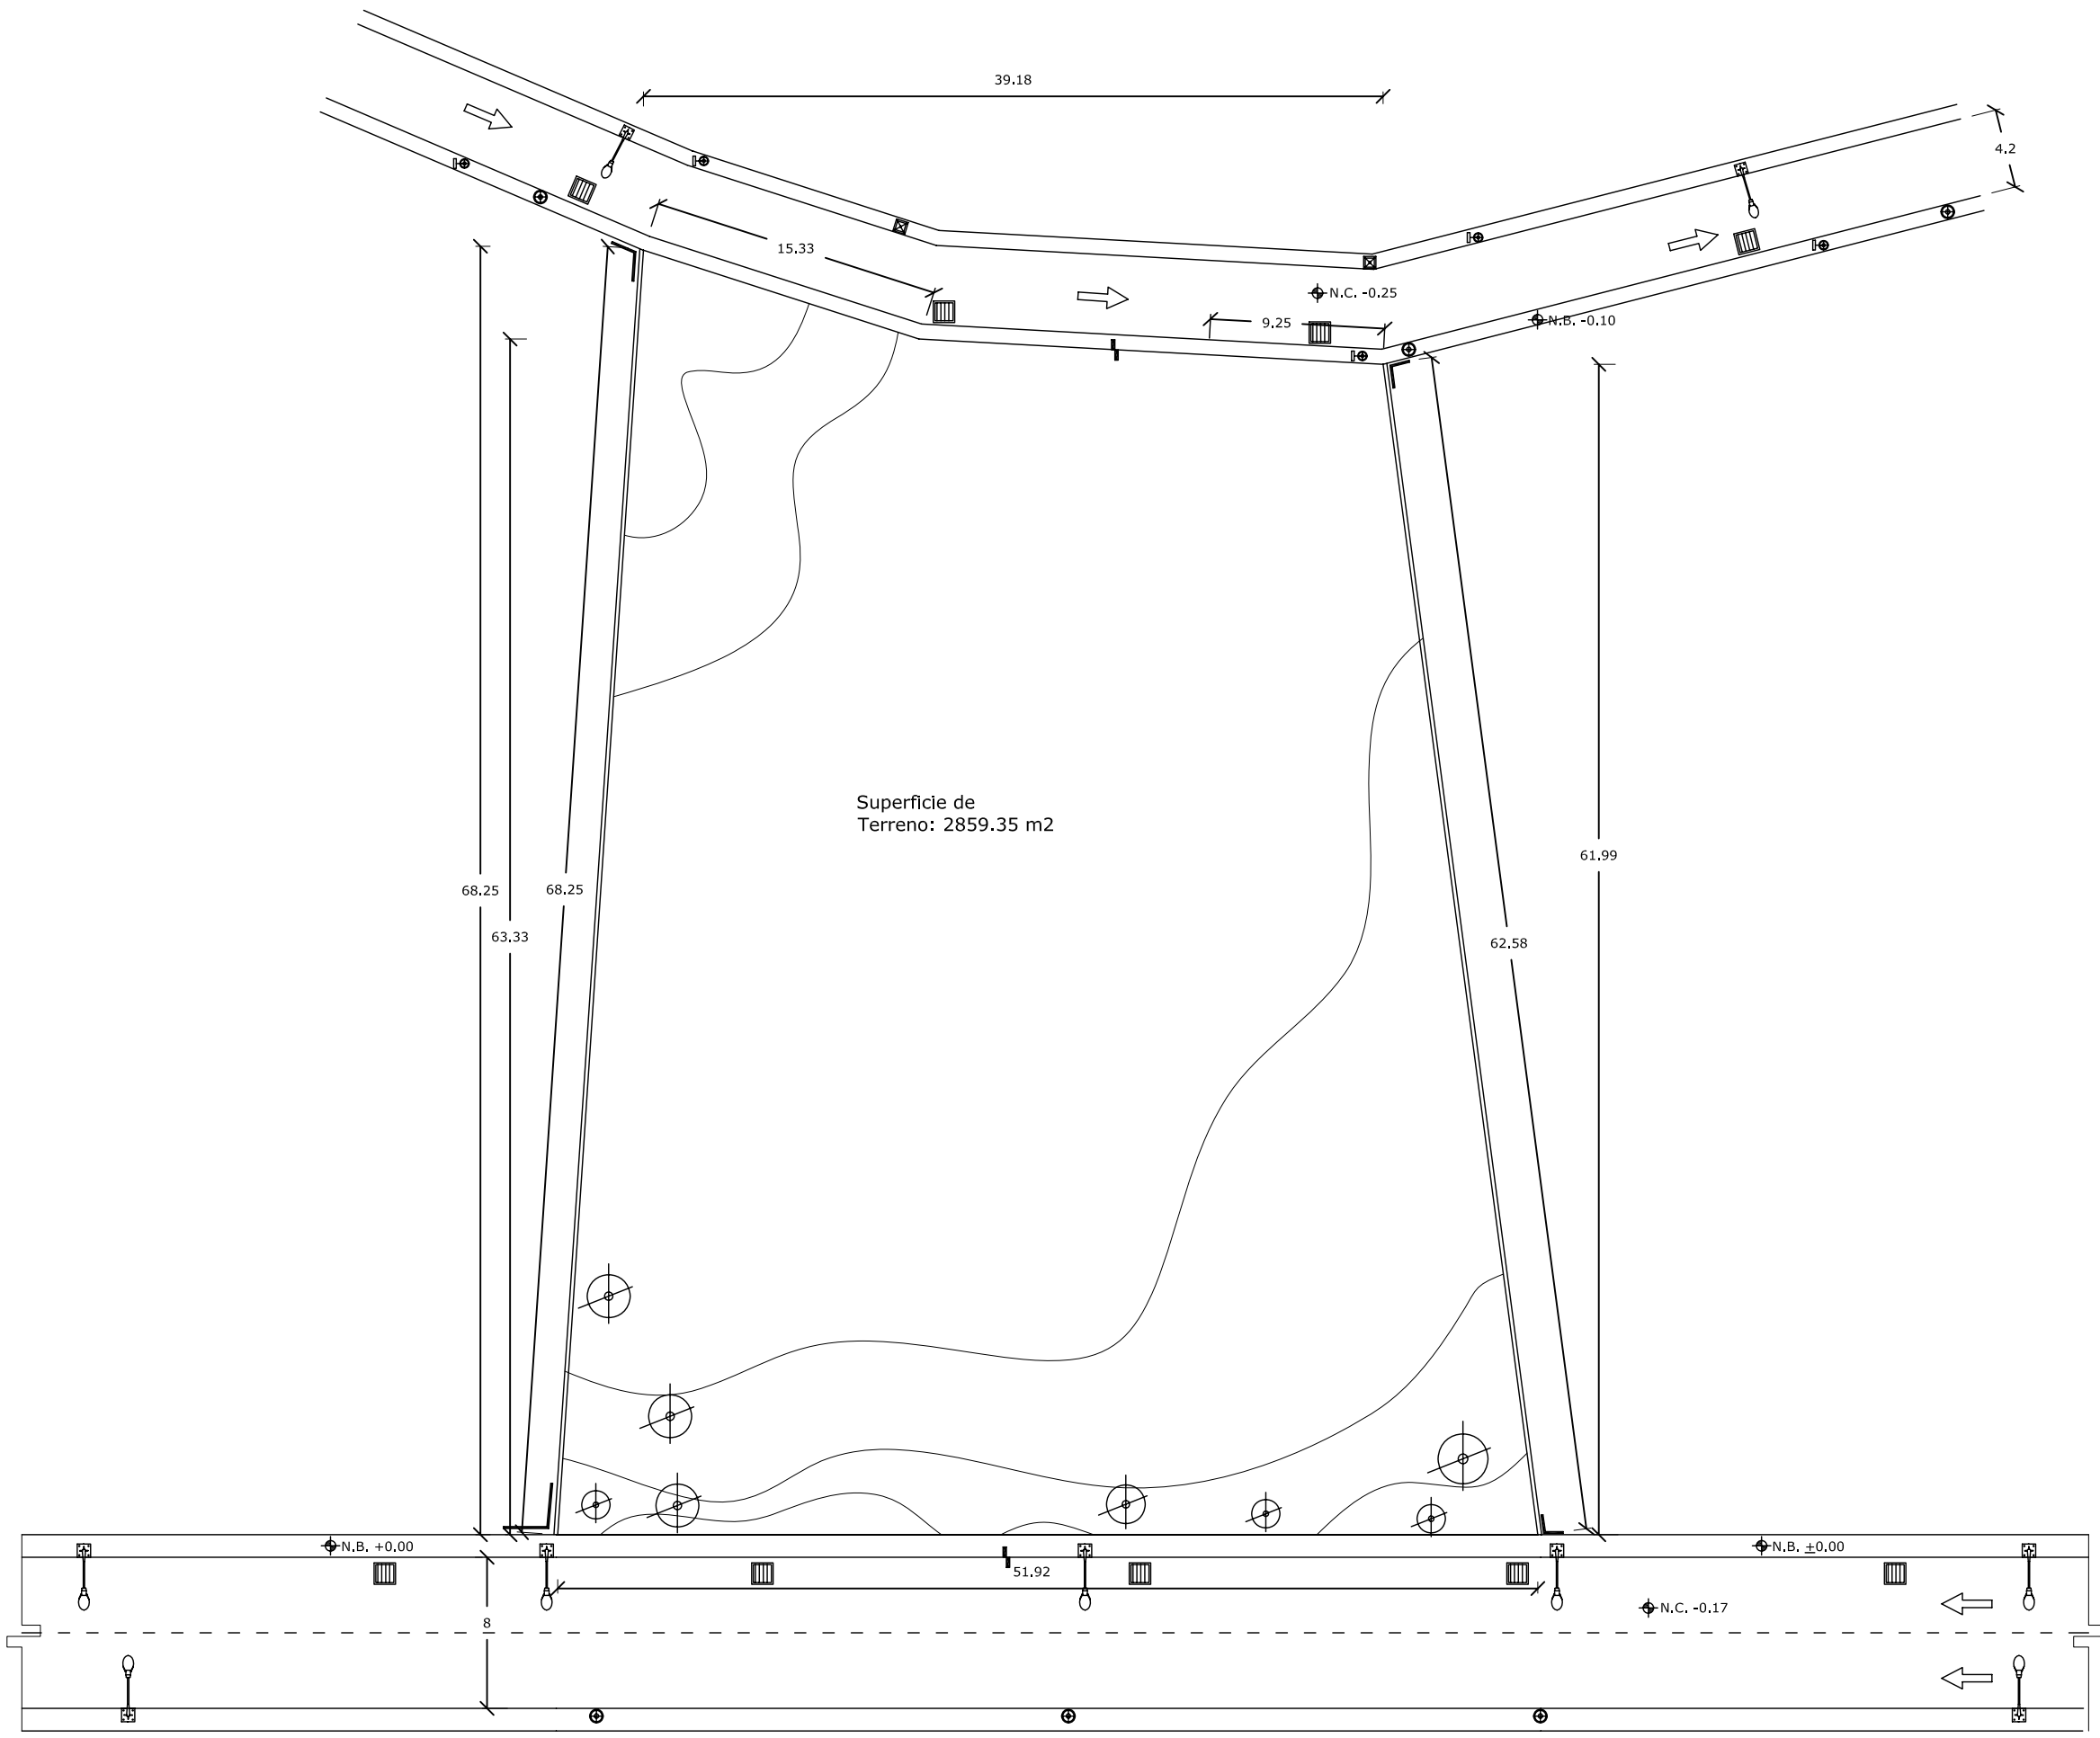 39.18
4.2
15.33
N.C. -0.25
9.25
N.B. -0.10
Superficie de
Terreno: 2859.35 m2
61.99
68.25
68.25
63.33
62.58
N.B. +0.00
N.B. ±0.00
51.92
N.C. -0.17
8